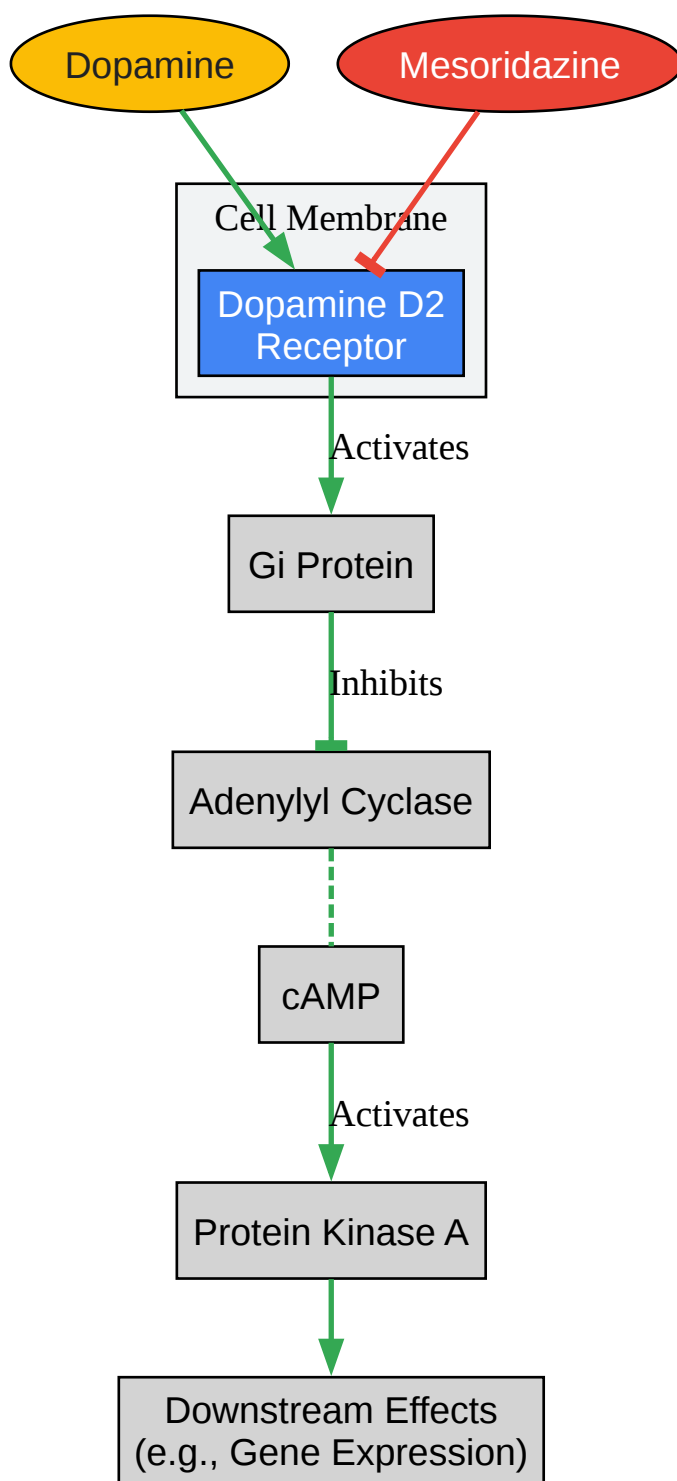 Dopamine
Mesoridazine
Cell Membrane
Dopamine D2
Receptor
Activates
Gi Protein
Inhibits
Adenylyl Cyclase
cAMP
Activates
Protein Kinase A
Downstream Effects
(e.g., Gene Expression)